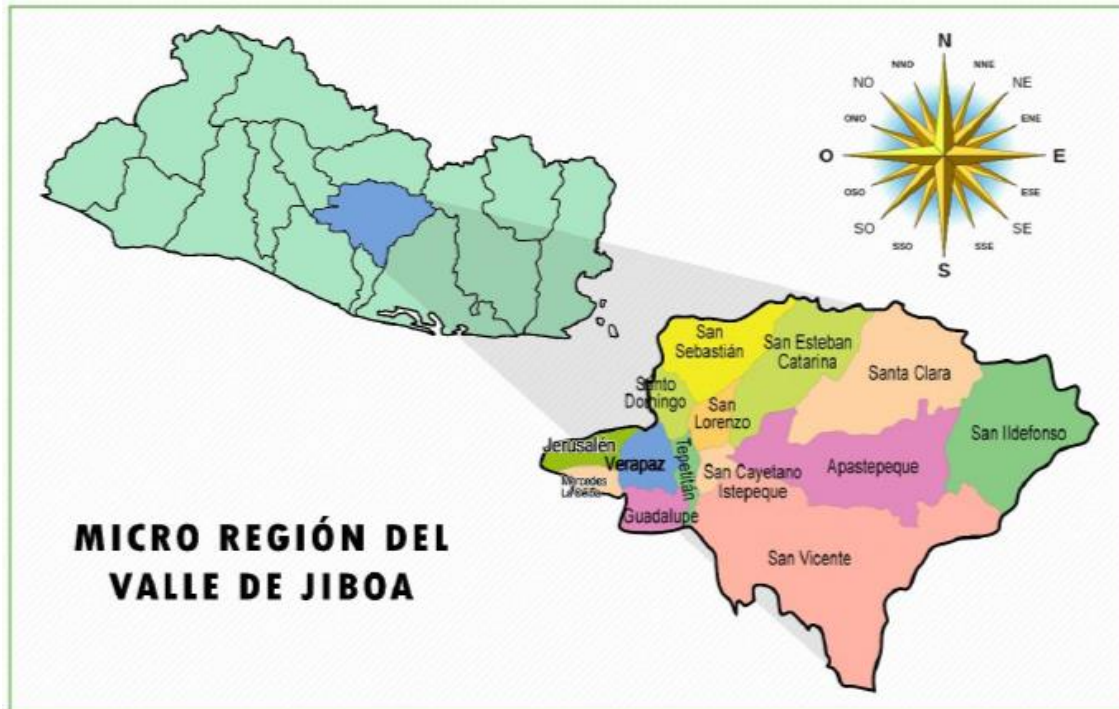 N
NNO
NNE
NO
NE
ONO
ENE
O
E
OSO
ESE
SO
SE
SSO
SSE
S
San
Sebastián
San Esteban
Catarina
Santa Clara
Santo
Domingo
San
Lorenzo
San Ildefonso
Jerusalén
Verapaz
Tepetitán
San Cayetano
Istepeque
Apastepeque
Mercedes
La
Guadalupe
San Vicente
MICRO REGIÓN DEL
VALLE DE JIBOA